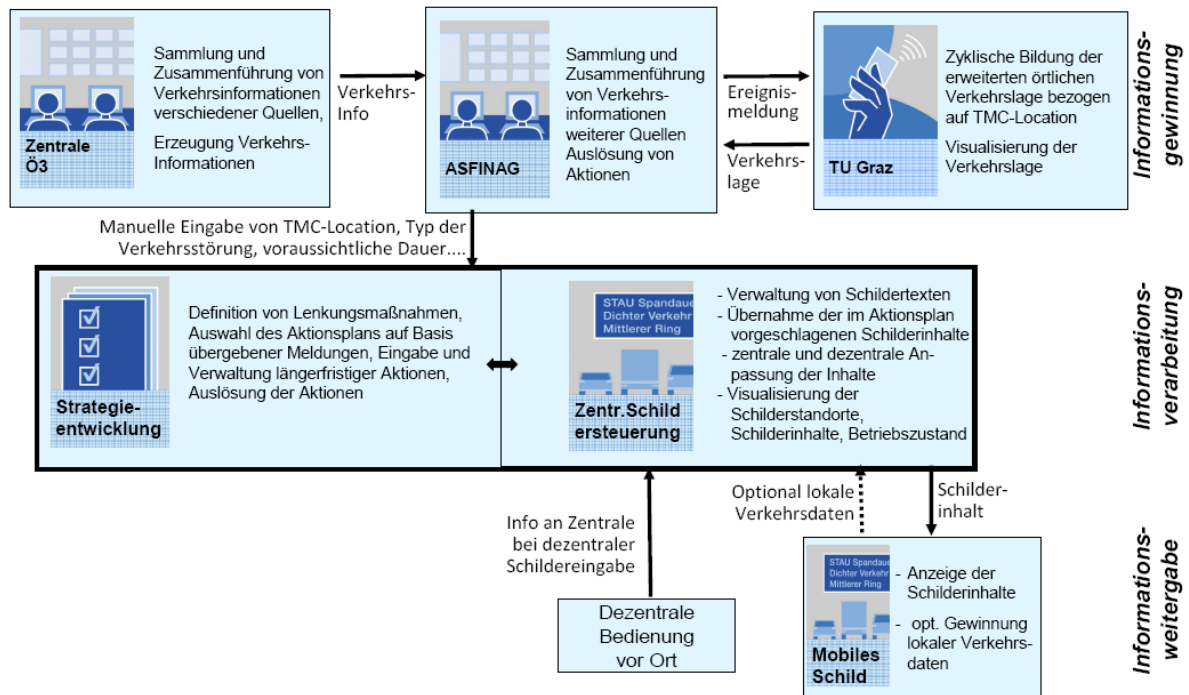 Sammlung und
Zusammenführung von
Verkehrsinformationen
verschiedener Quellen,
Erzeugung Verkehrs-
Informationen
Zentrale
Ö3
Verkehrs-
Info
Sammlung und
Zusammenführung
von Verkehrs-
informationen
weiterer Quellen
Auslösung von
Aktionen
ASFINAG
Ereignis-
meldung
Verkehrs-
lage
Zyklische Bildung der
erweiterten örtlichen
Verkehrslage bezogen
auf TMC-Location
Visualisierung der
Verkehrslage
TU Graz
Informations-
gewinnung
Manuelle Eingabe von TMC-Location, Typ der
Verkehrsstörung, voraussichtliche Dauer....
Definition von Lenkungsmaßnahmen,
Auswahl des Aktionsplans auf Basis
übergebener Meldungen, Eingabe und
Verwaltung längerfristiger Aktionen,
Auslösung der Aktionen
Strategie-
entwicklung
STAU Spandaue
Dichter Verkehr
Mittlerer Ring
Zentr.Schild
ersteuerung
- Verwaltung von Schildertexten
- Übernahme der im Aktionsplan
vorgeschlagenen Schilderinhalte
- zentrale und dezentrale An-
passung der Inhalte
- Visualisierung der
Schilderstandorte,
Schilderinhalte, Betriebszustand
Informations-
verarbeitung
Info an Zentrale
bei dezentraler
Schildereingabe
Optional lokale
Verkehrsdaten
Schilder-
inhalt
Dezentrale
Bedienung
vor Ort
STAU Spandaue
Dichter Verkehr
Mittlerer Ring
Mobiles
Schild
- Anzeige der
Schilderinhalte
- opt. Gewinnung
lokaler Verkehrs-
daten
Informations-
weitergabe